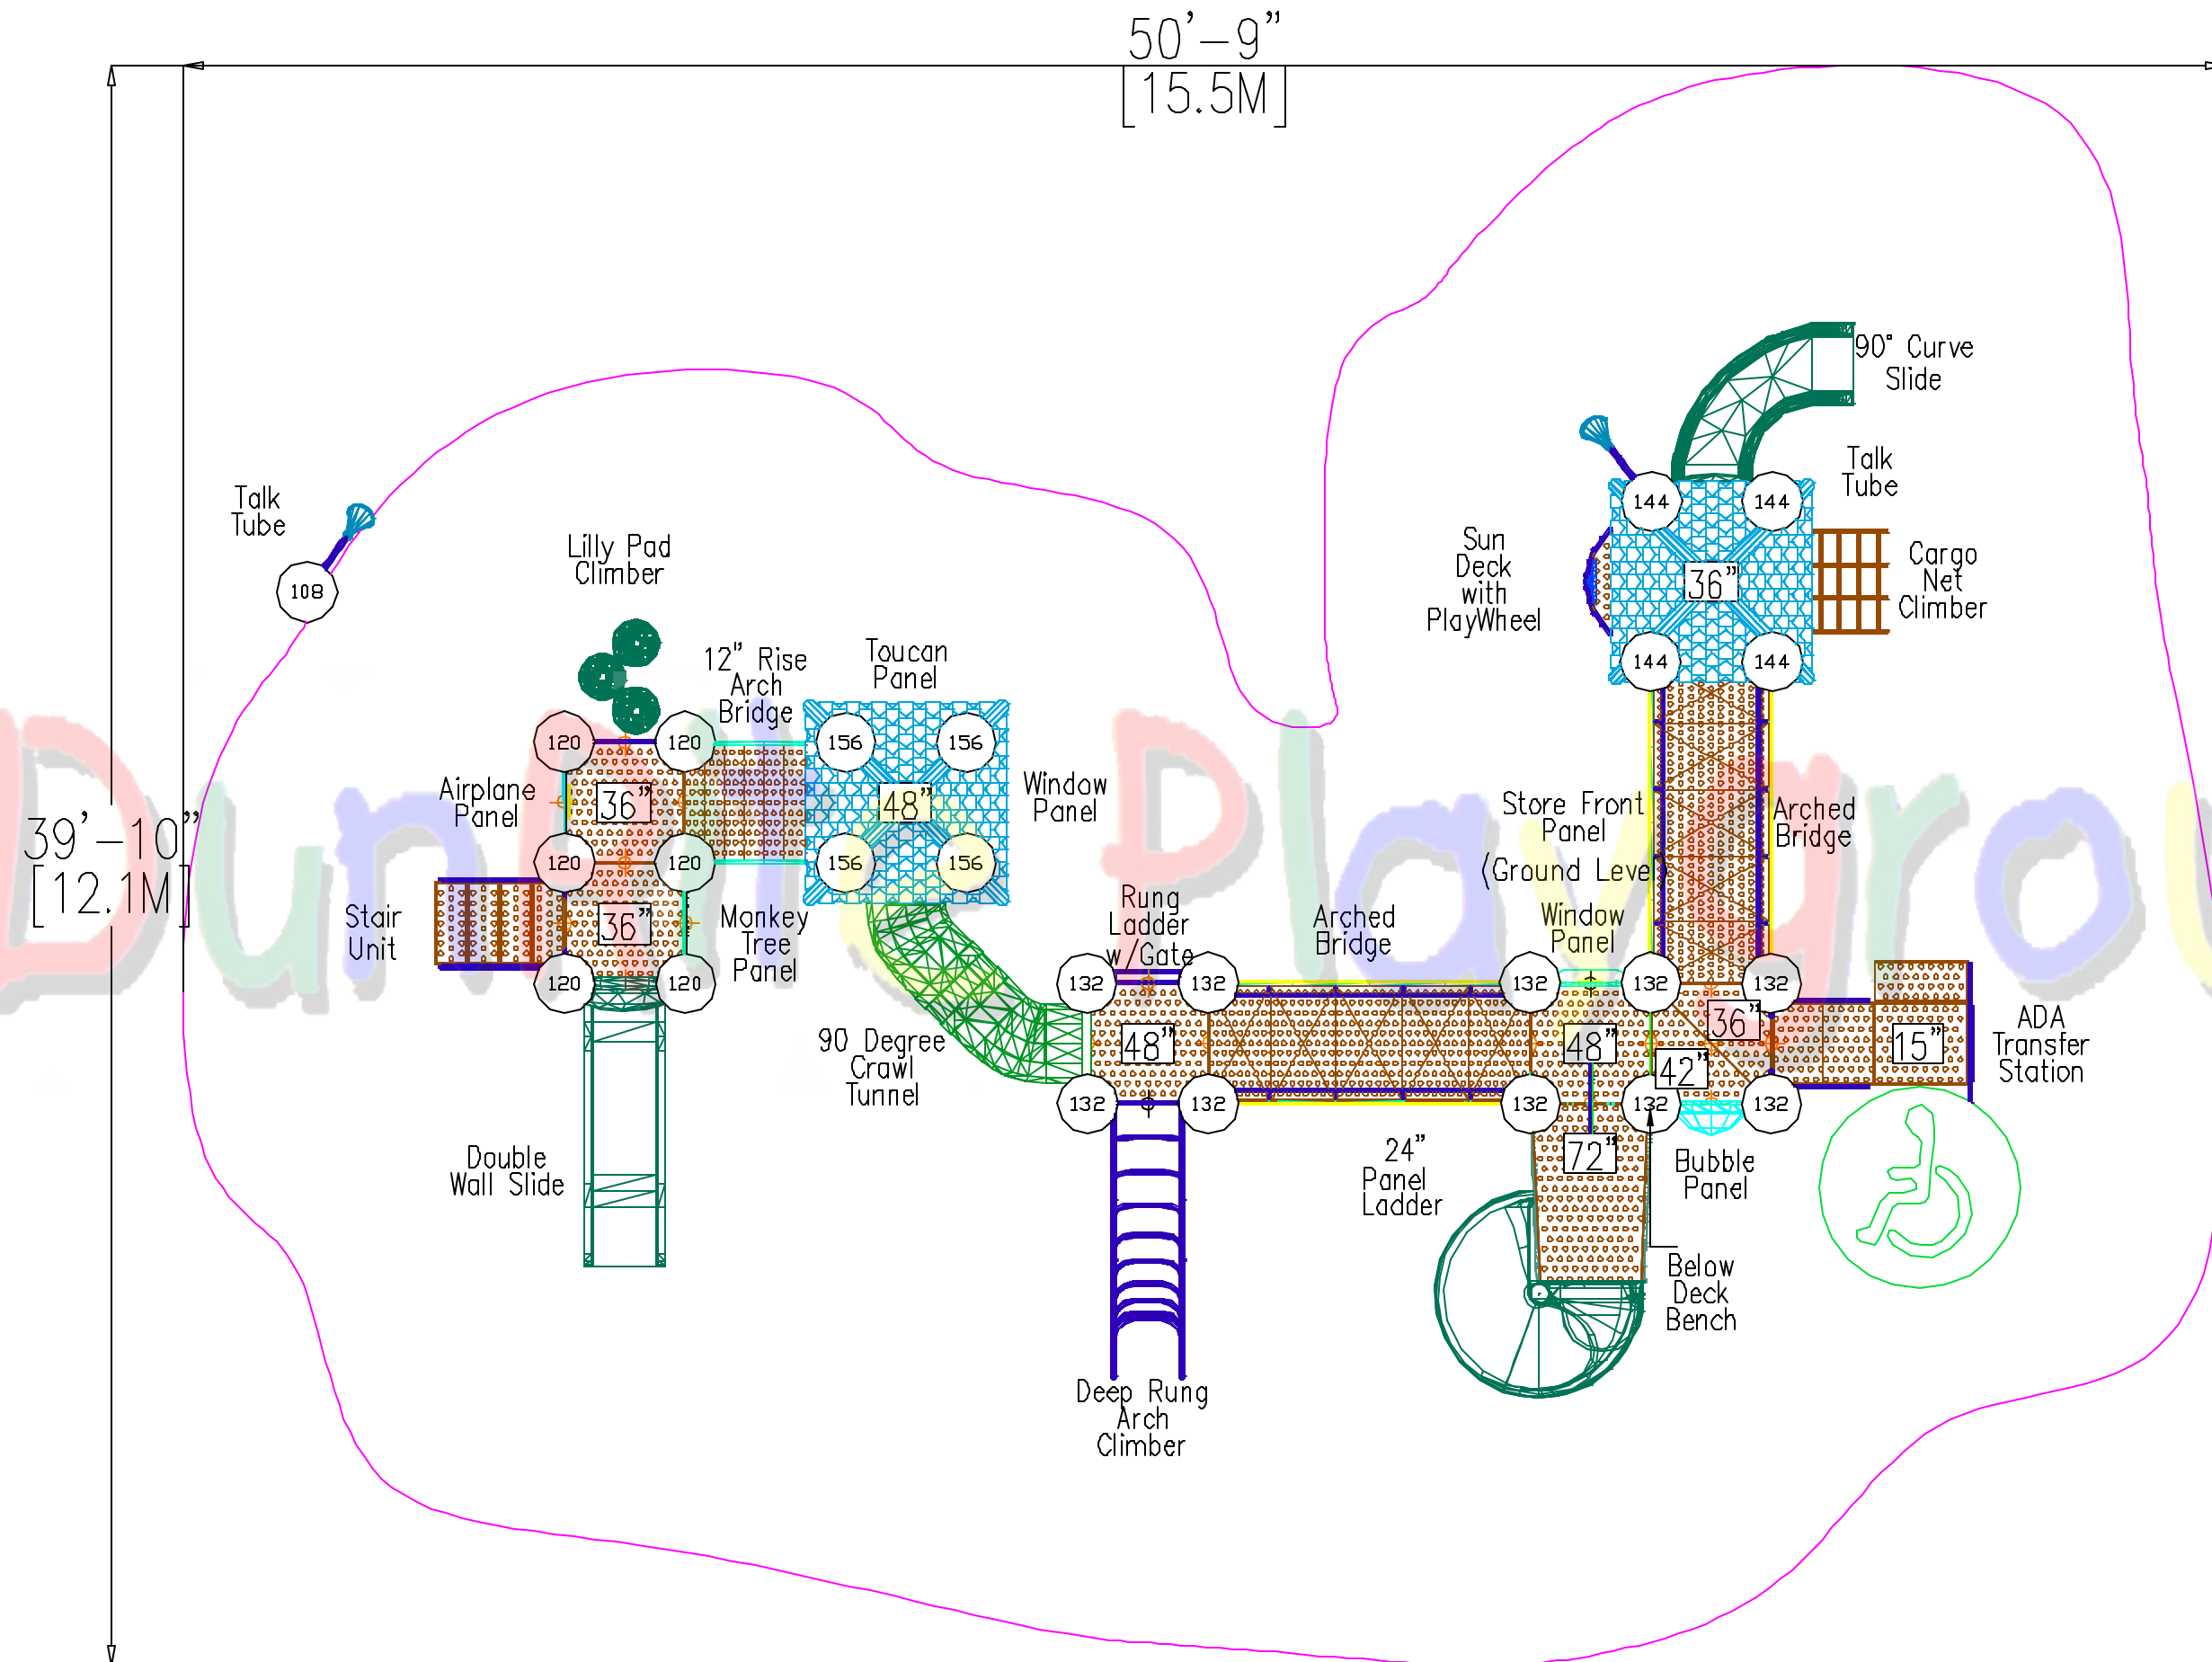 50'-9"
[15.5M]
90° Curve
Slide
Talk
Tube
144
144
Talk
Tube
108
Lilly Pad
Climber
Sun
Deck
with
PlayWheel
36"
Cargo
Net
Climber
144
144
12" Rise
Arch
Bridge
Toucan
Panel
120
120
156
156
Airplane
Panel
36"
48"
Window
Panel
Store Front
Panel
(Ground Leve
Arched
Bridge
39'-10"
[12.1M]
120
120
156
156
Stair
Unit
36"
Monkey
Tree
Panel
Rung
Ladder
w/Gate
Arched
Bridge
Window
Panel
120
120
132
132
132
132
132
90 Degree
Crawl
Tunnel
48"
48"
36"
42"
15"
ADA
Transfer
Station
132
132
132
132
132
Double
Wall Slide
24"
Panel
Ladder
72"
Bubble
Panel
Below
Deck
Bench
Deep Rung
Arch
Climber
Playgrou